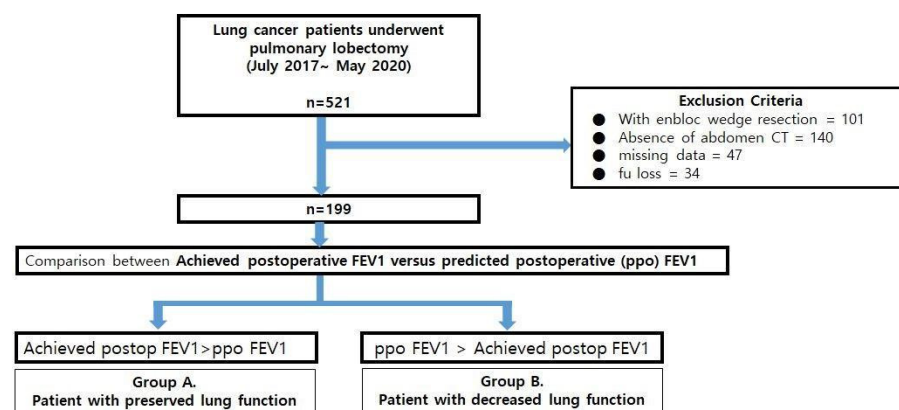 Lung cancer patients underwent
pulmonary lobectomy
(July 2017~ May 2020)
n=521
Exclusion Criteria
● With enbloc wedge resection = 101
● Absence of abdomen CT = 140
● missing data = 47
● fu loss = 34
n=199
Comparison between Achieved postoperative FEV1 versus predicted postoperative (ppo) FEV1
Achieved postop FEV1>ppo FEV1
ppo FEV1 > Achieved postop FEV1
Group A.
Patient with preserved lung function
Group B.
Patient with decreased lung function